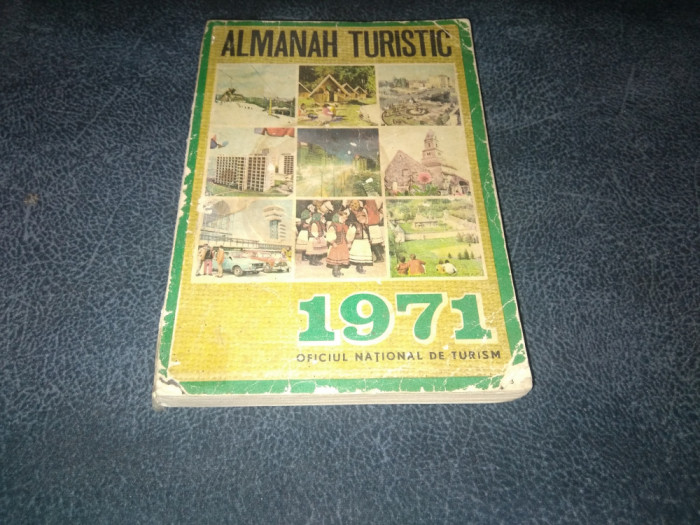 ALMANAH TURISTIC
1971
OFICIUL NAȚIONAL DE TURISM